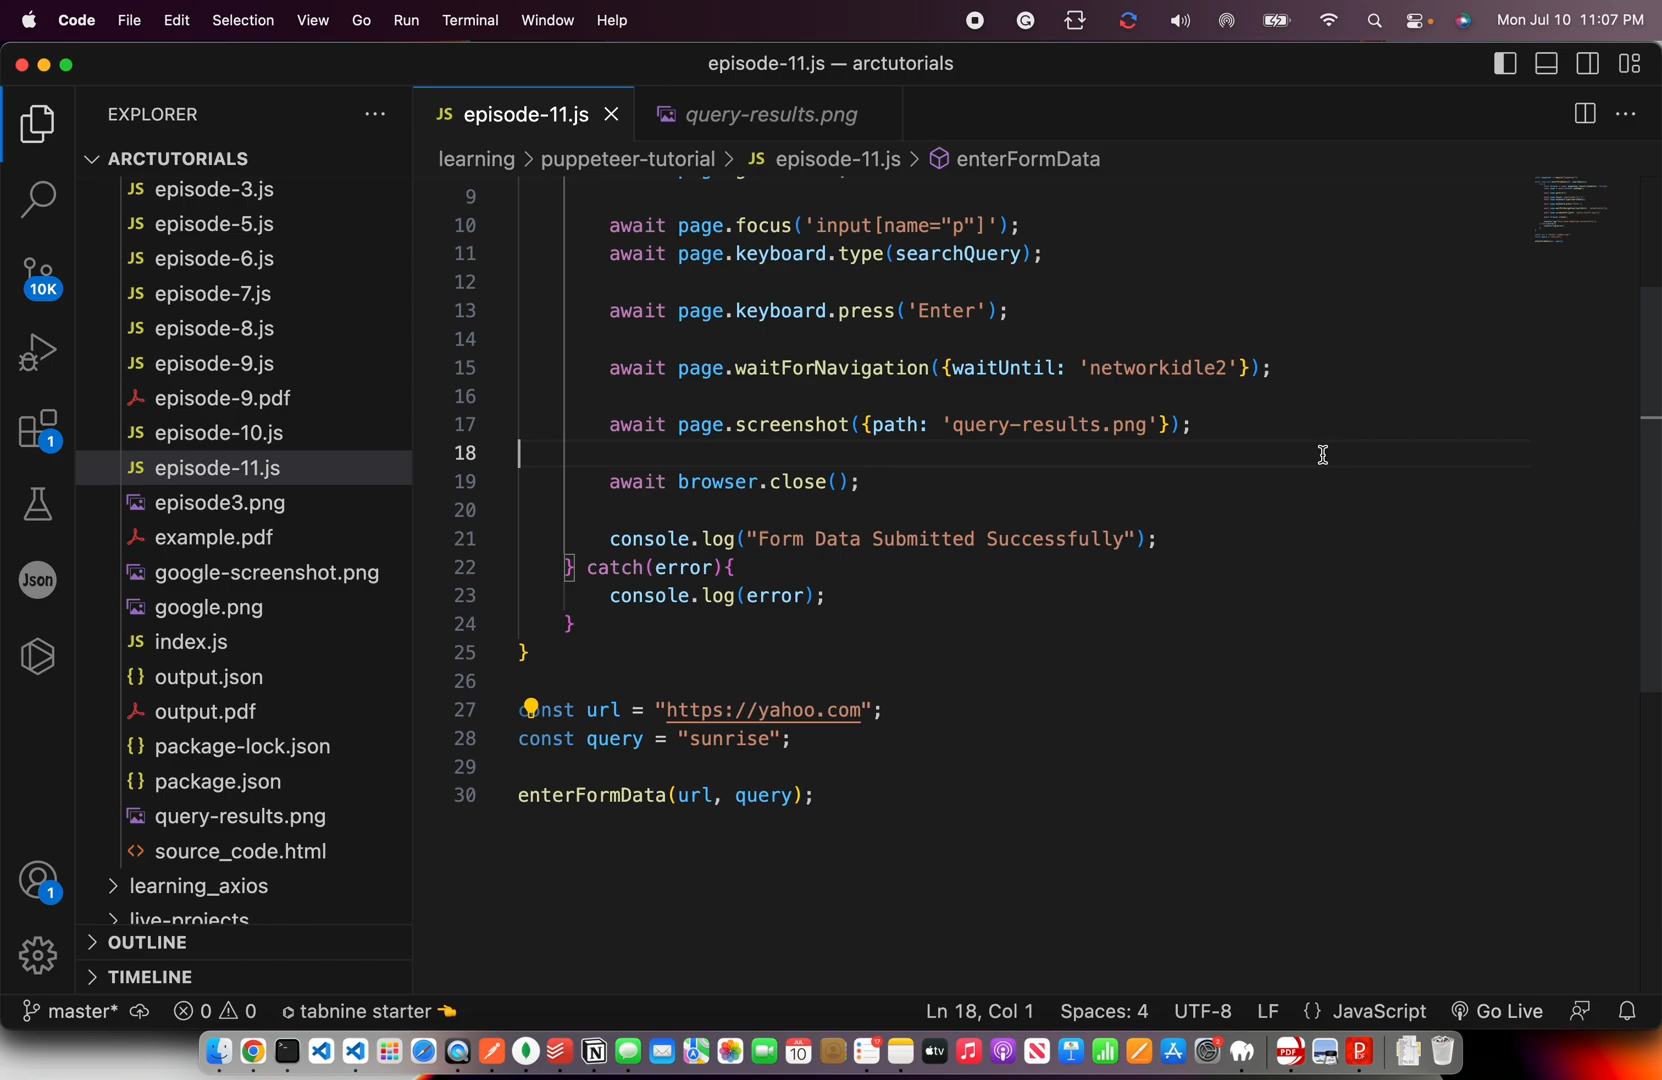 Code File Edit Selection View Go Run Terminal Window Help Mon Jul 10 11:07 PM
episode-11.js — arctutorials
EXPLORER
JS episode-11.js
query-results.png
ARCTUTORIALS
learning > puppeteer-tutorial > JS episode-11.js > enterFormData
JS episode-3.js
JS episode-5.js
JS episode-6.js
JS episode-7.js
JS episode-8.js
JS episode-9.js
episode-9.pdf
JS episode-10.js
JS episode-11.js
episode3.png
example.pdf
google-screenshot.png
google.png
JS index.js
{} output.json
output.pdf
{} package-lock.json
{} package.json
query-results.png
<> source_code.html
> learning_axios
> live-projects
> OUTLINE
> TIMELINE
10K
1
Json
1
9
10 await page.focus('input[name="p"]');
11 await page.keyboard.type(searchQuery);
12
13 await page.keyboard.press('Enter');
14
15 await page.waitForNavigation({waitUntil: 'networkidle2'});
16
17 await page.screenshot({path: 'query-results.png'});
18
19 await browser.close();
20
21 console.log("Form Data Submitted Successfully");
22 } catch(error){
23 console.log(error);
24 }
25 }
26
27 const url = "https://yahoo.com";
28 const query = "sunrise";
29
30 enterFormData(url, query);
master* 0 0 tabnine starter Ln 18, Col 1 Spaces: 4 UTF-8 LF {} JavaScript Go Live